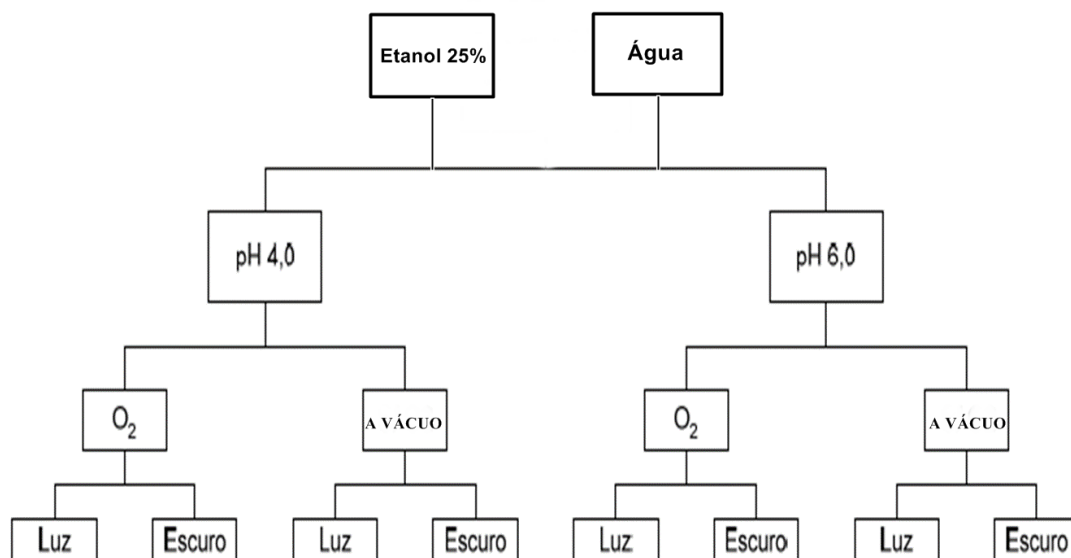 Etanol 25%
Água
pH 4,0
pH 6,0
O2
A VÁCUO
O2
A VÁCUO
Luz
Escuro
Luz
Escuro
Luz
Escuro
Luz
Escuro